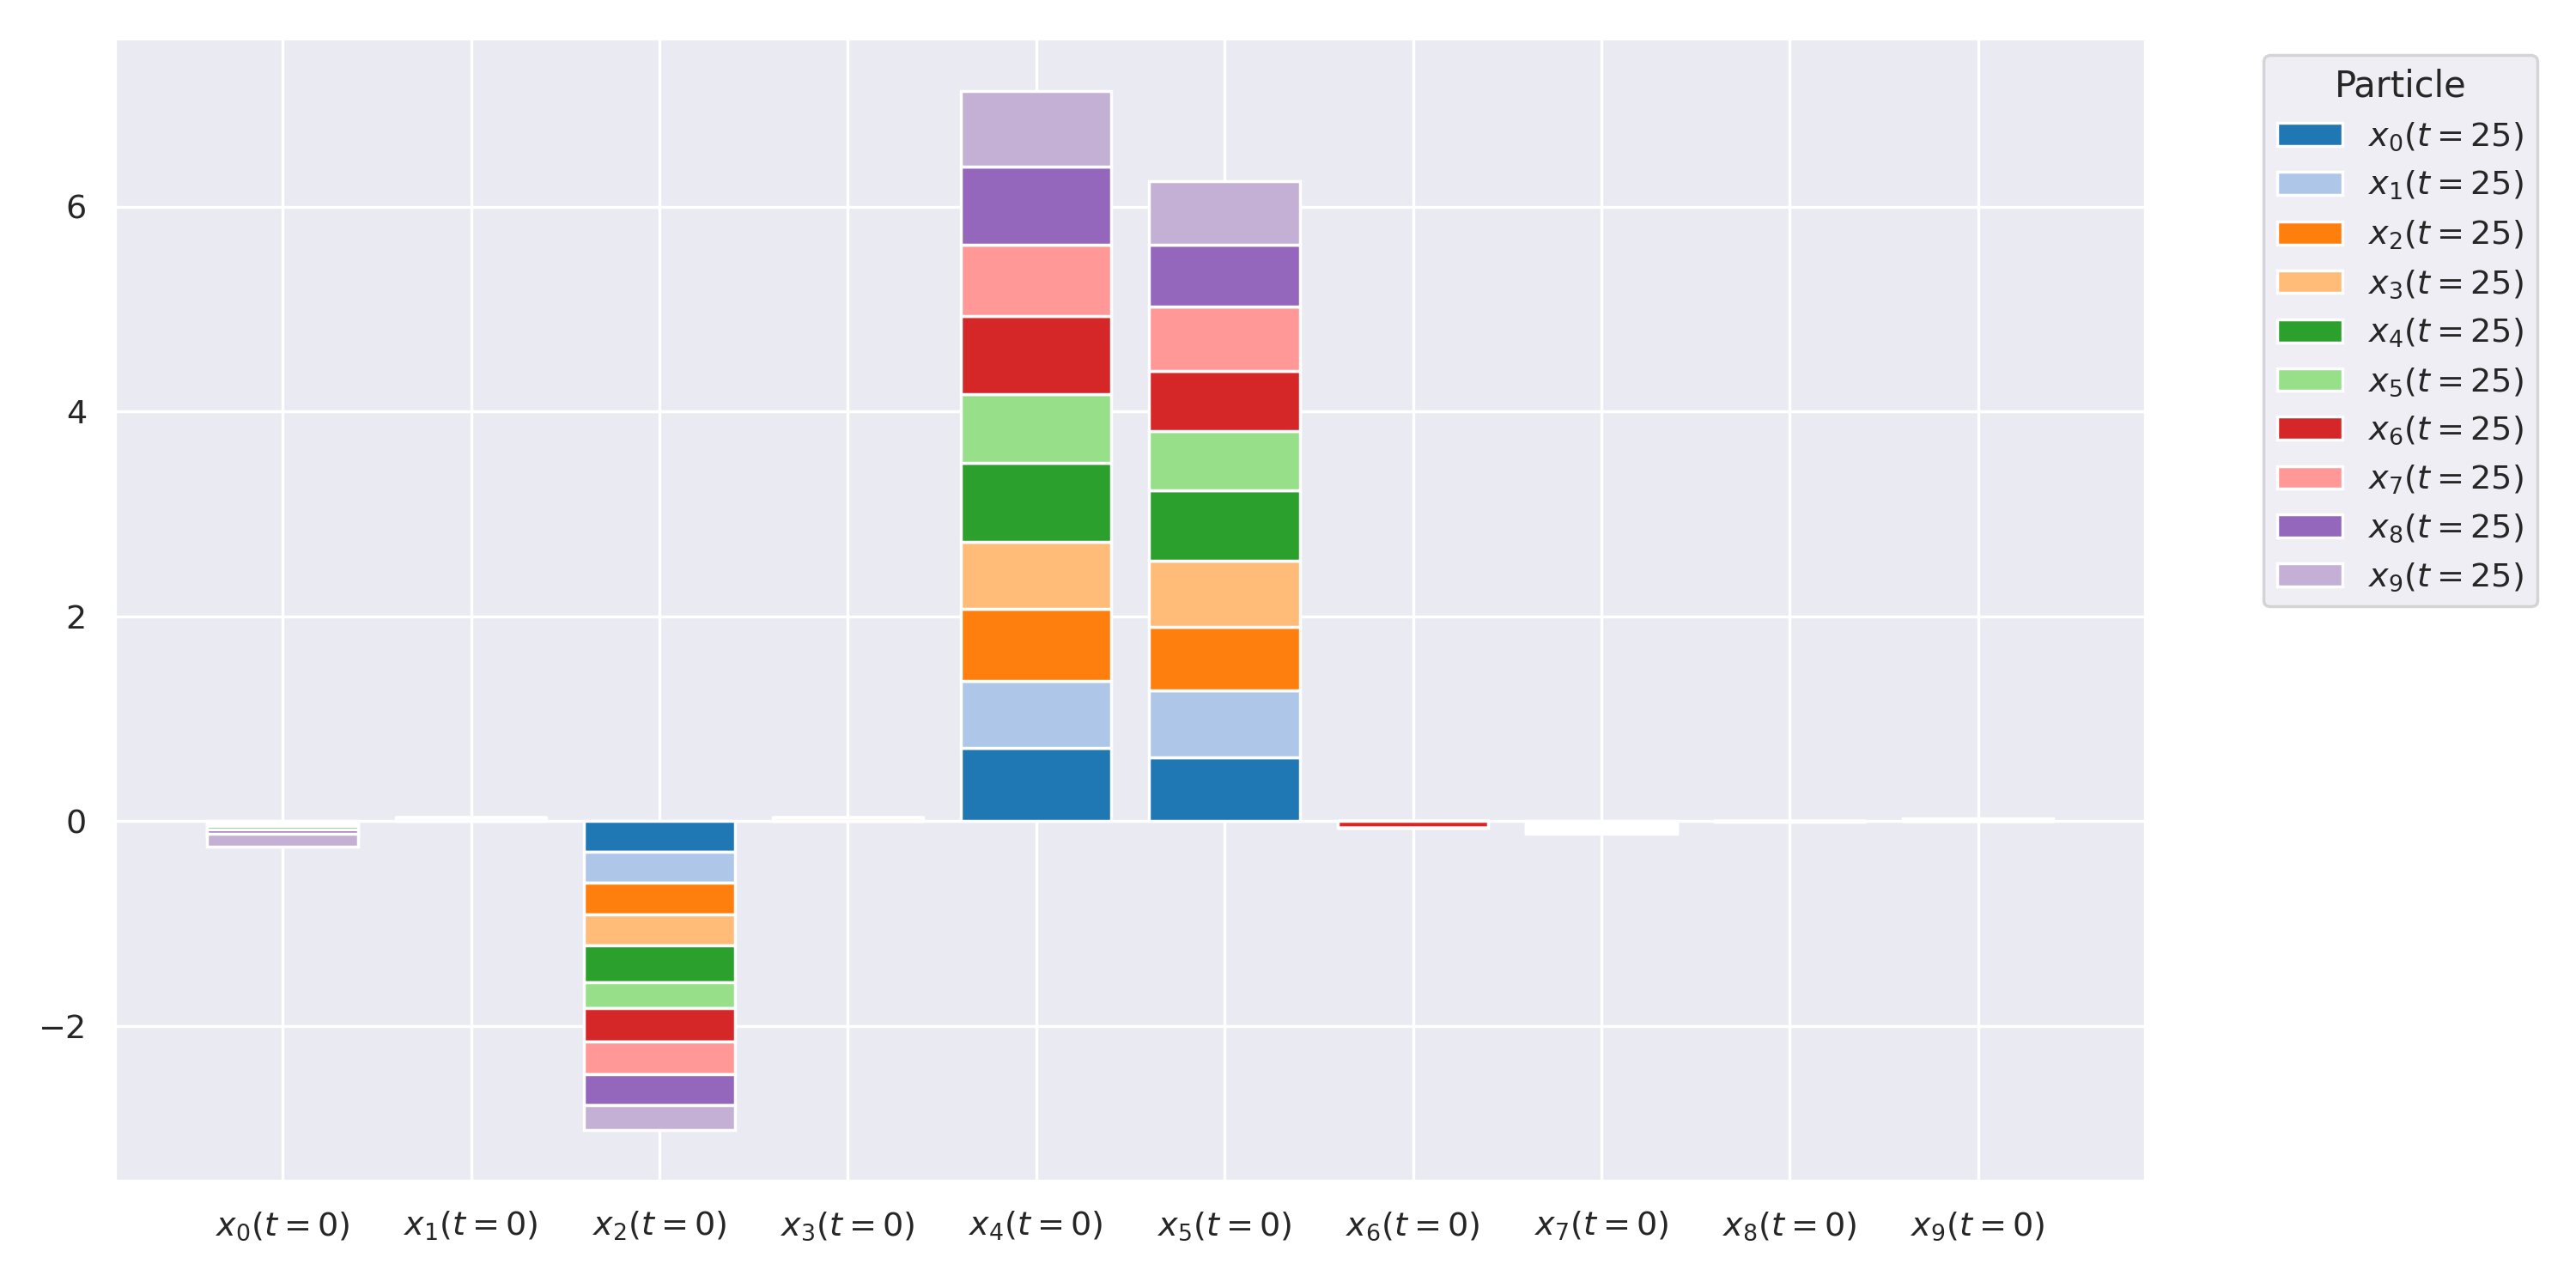 Particle
x₀(t = 25)
x₁(t = 25)
x₂(t = 25)
x₃(t = 25)
x₄(t = 25)
x₅(t = 25)
x₆(t = 25)
x₇(t = 25)
x₈(t = 25)
x₉(t = 25)
6
4
2
0
−2
x₀(t = 0) x₁(t = 0) x₂(t = 0) x₃(t = 0) x₄(t = 0) x₅(t = 0) x₆(t = 0) x₇(t = 0) x₈(t = 0) x₉(t = 0)